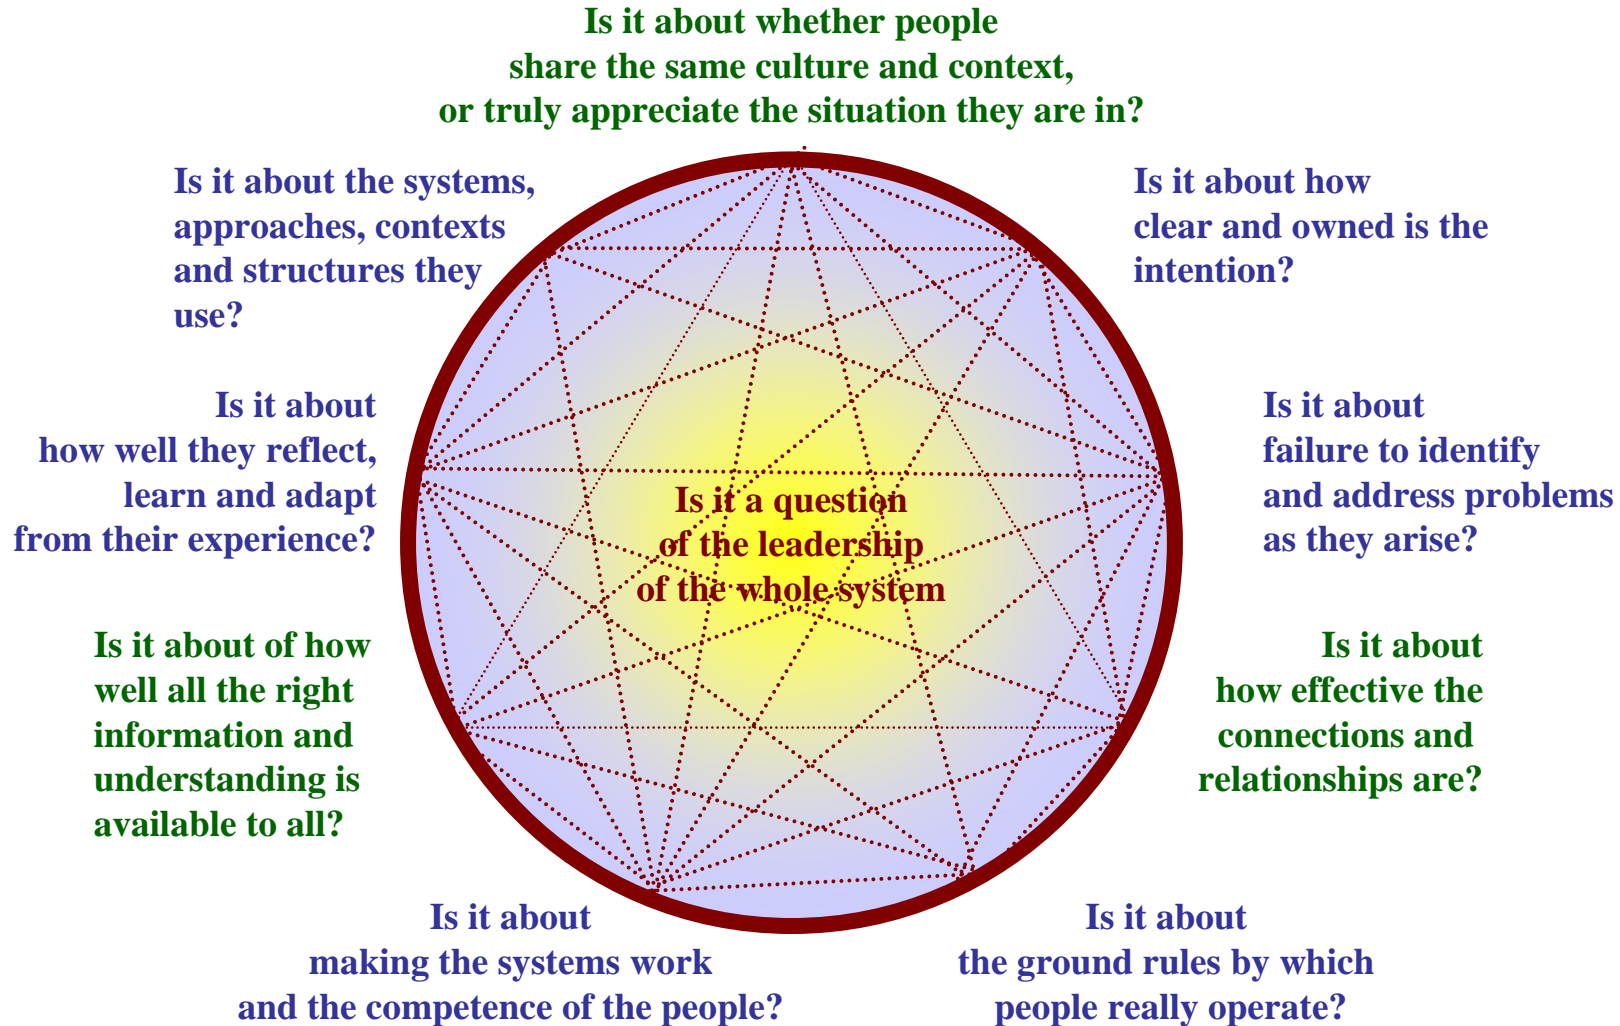 Is it about whether people
share the same culture and context,
or truly appreciate the situation they are in?
Is it about the systems,
approaches, contexts
and structures they
use?
Is it about how
clear and owned is the
intention?
Is it about
how well they reflect,
learn and adapt
from their experience?
Is it about
failure to identify
and address problems
as they arise?
Is it a question
of the leadership
of the whole system
Is it about of how
well all the right
information and
understanding is
available to all?
Is it about
how effective the
connections and
relationships are?
Is it about
making the systems work
and the competence of the people?
Is it about
the ground rules by which
people really operate?